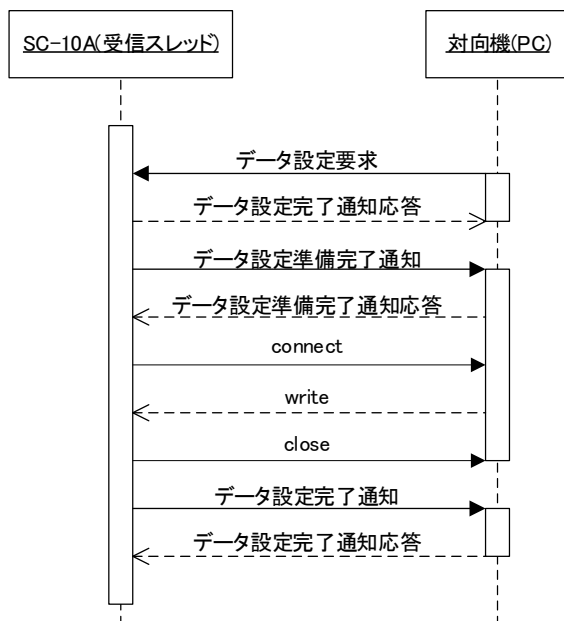 SC-10A(受信スレッド)
対向機(PC)
データ設定要求
データ設定完了通知応答
データ設定準備完了通知
データ設定準備完了通知応答
connect
write
close
データ設定完了通知
データ設定完了通知応答